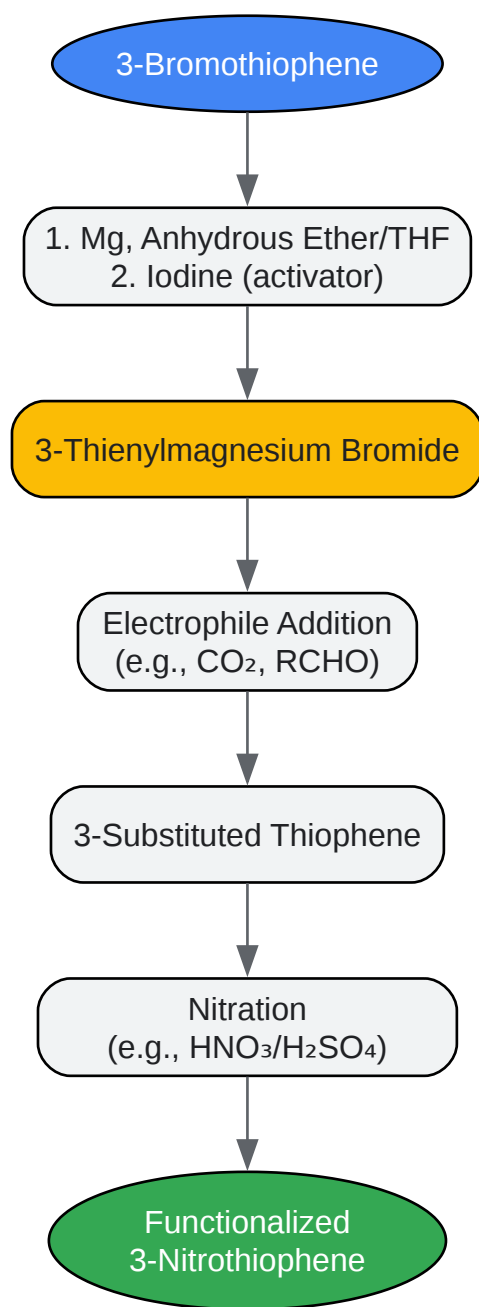 3-Bromothiophene
1. Mg, Anhydrous Ether/THF
2. Iodine (activator)
3-Thienylmagnesium Bromide
Electrophile Addition
(e.g., CO₂, RCHO)
3-Substituted Thiophene
Nitration
(e.g., HNO₃/H₂SO₄)
Functionalized
3-Nitrothiophene